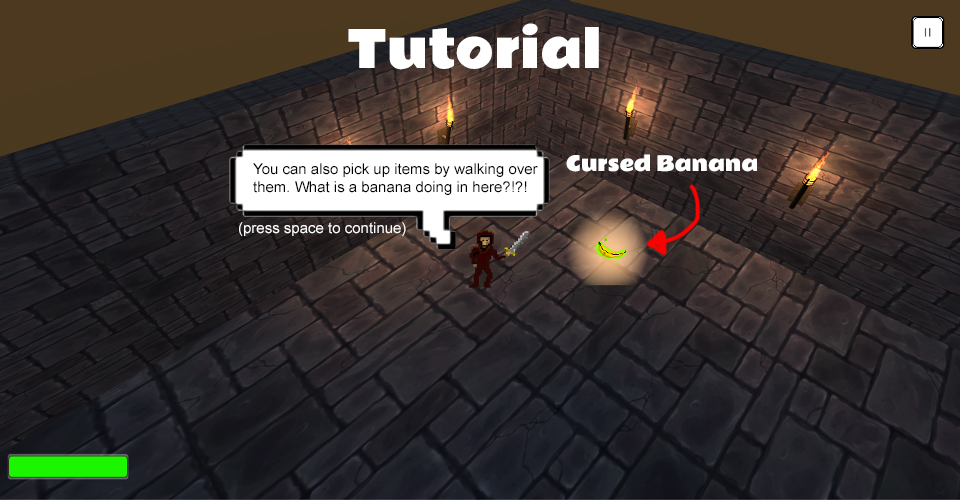 Tutorial
You can also pick up items by walking over
them. What is a banana doing in here?!?!
Cursed Banana
(press space to continue)